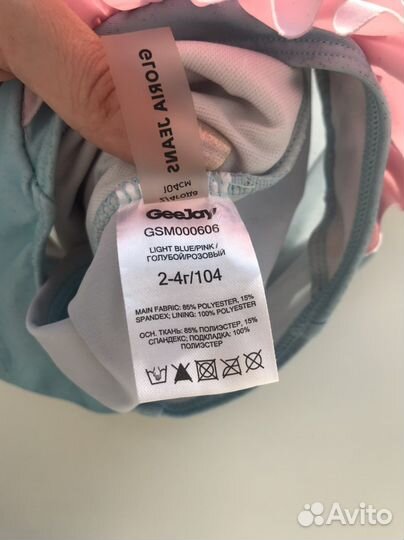 GLORIA JEANS
104CM
GeeJay!
GSM000606
LIGHT BLUE/PINK /
ГОЛУБОЙ/РОЗОВЫЙ
2-4г/104
MAIN FABRIC: 85% POLYESTER, 15%
SPANDEX; LINING: 100% POLYESTER
ОСН. ТКАНЬ: 85% ПОЛИЭСТЕР, 15%
СПАНДЕКС; ПОДКЛАДКА: 100%
ПОЛИЭСТЕР
Avito